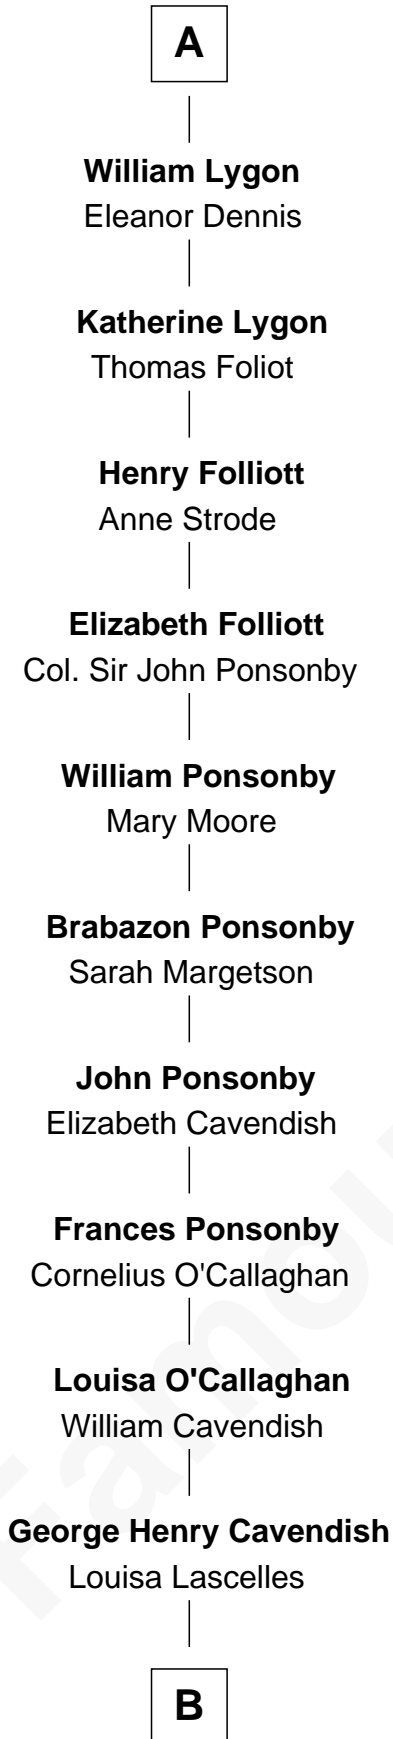 A
William Lygon
Eleanor Dennis
Katherine Lygon
Thomas Foliot
Henry Folliott
Anne Strode
Elizabeth Folliott
Col. Sir John Ponsonby
William Ponsonby
Mary Moore
Brabazon Ponsonby
Sarah Margetson
John Ponsonby
Elizabeth Cavendish
Frances Ponsonby
Cornelius O'Callaghan
Louisa O'Callaghan
William Cavendish
George Henry Cavendish
Louisa Lascelles
B
Famou